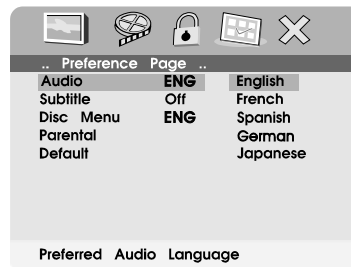 .. Preference Page ..
Audio ENG English
Subtitle Off French
Disc Menu ENG Spanish
Parental German
Default Japanese
Preferred Audio Language